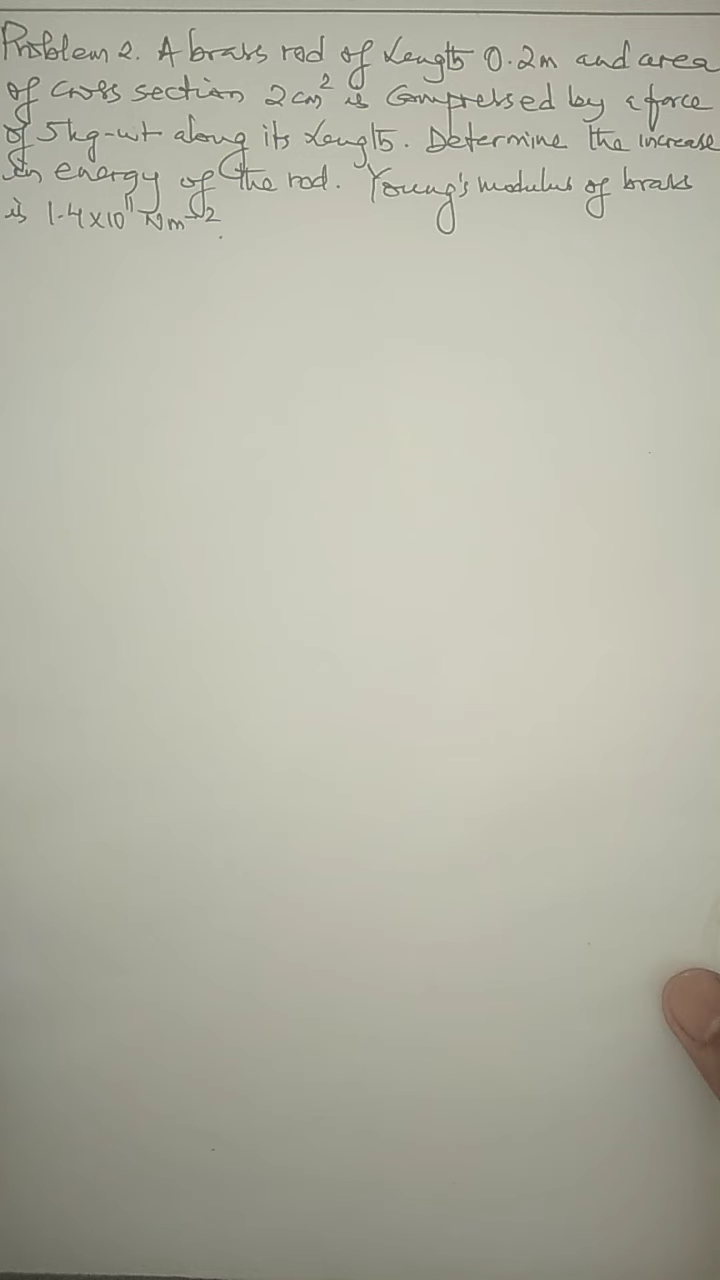 Problem 2. A brass rod of length 0.2m and area
of cross section 2 cm² is compressed by a force
of 5kg-wt along its length. Determine the increase
in energy of the rod. Young's modulus of brass
is 1.4×10¹¹ Nm⁻².